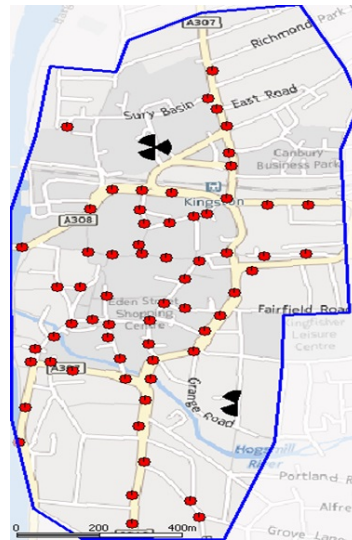 A307
Richmond Park
East Road
Sury Basin
Canbury
Business Park
Kingston
A308
Eden Street
Shopping
Centre
Fairfield Road
Kingfisher
Leisure
Centre
A307
Grange Road
Hogsmill
River
Portland R
Alfre
Grove Lane
0 200 400m